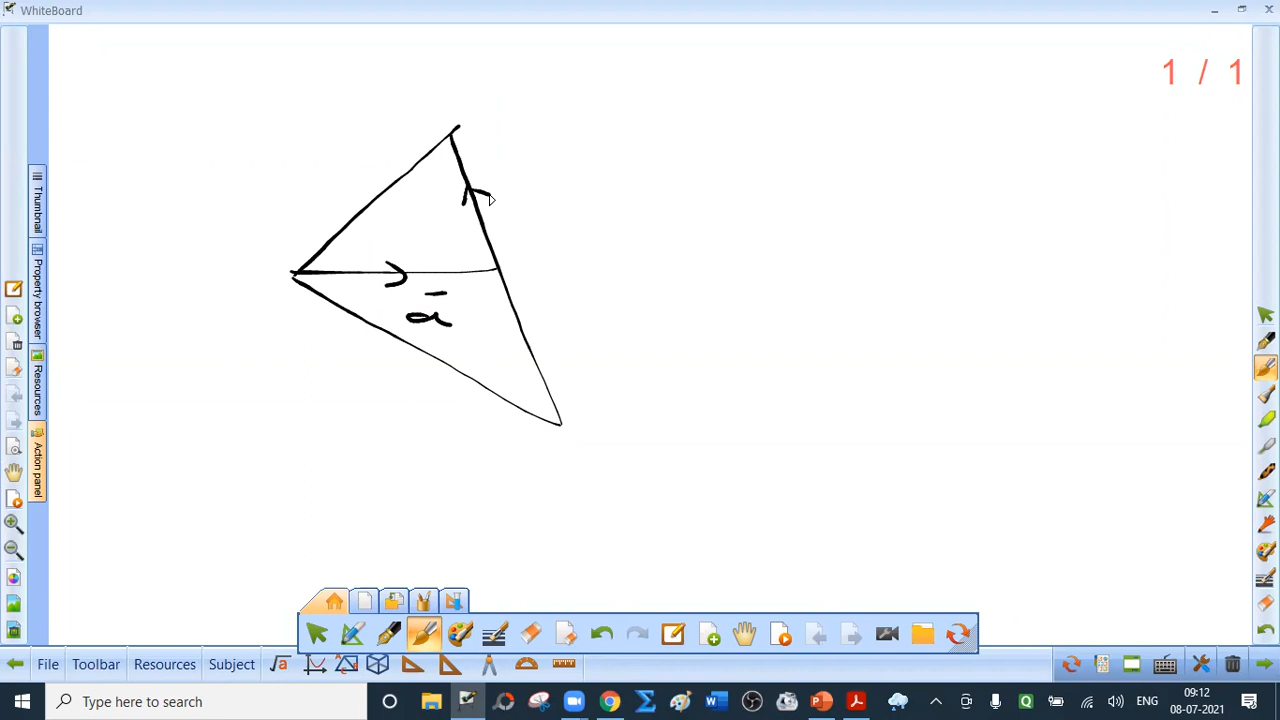 WhiteBoard
1 / 1
Thumbnail
Property browser
Resources
Action panel
a̅
File
Toolbar
Resources
Subject
Type here to search
ENG
09:12
08-07-2021